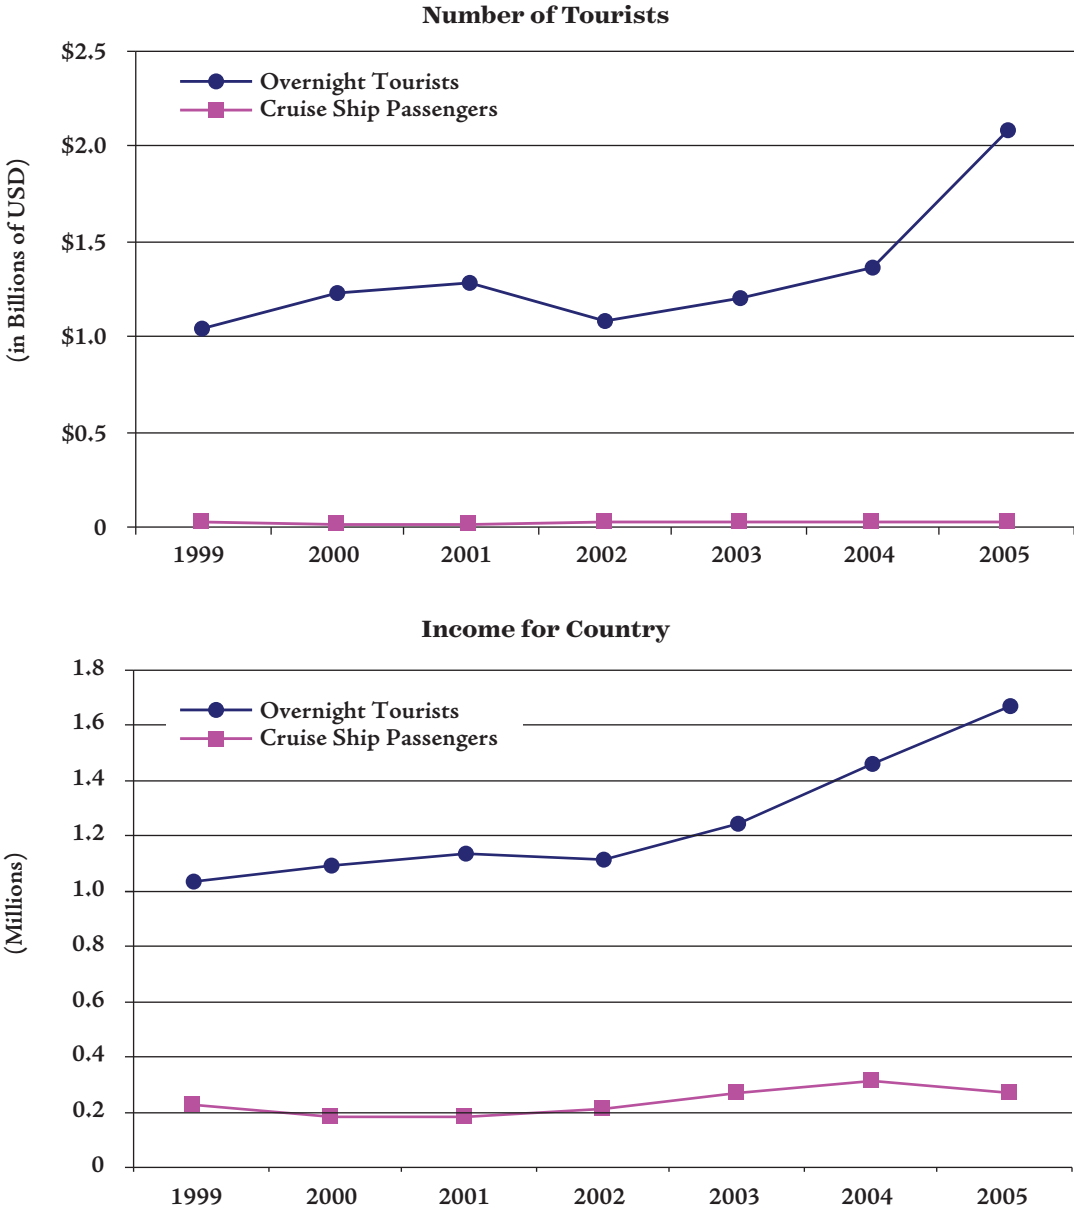 Number of Tourists
$2.5
Overnight Tourists
Cruise Ship Passengers
$2.0
(in Billions of USD)
$1.5
$1.0
$0.5
0
1999 2000 2001 2002 2003 2004 2005
Income for Country
1.8
Overnight Tourists
1.6
Cruise Ship Passengers
1.4
1.2
(Millions)
1.0
0.8
0.6
0.4
0.2
0
1999 2000 2001 2002 2003 2004 2005